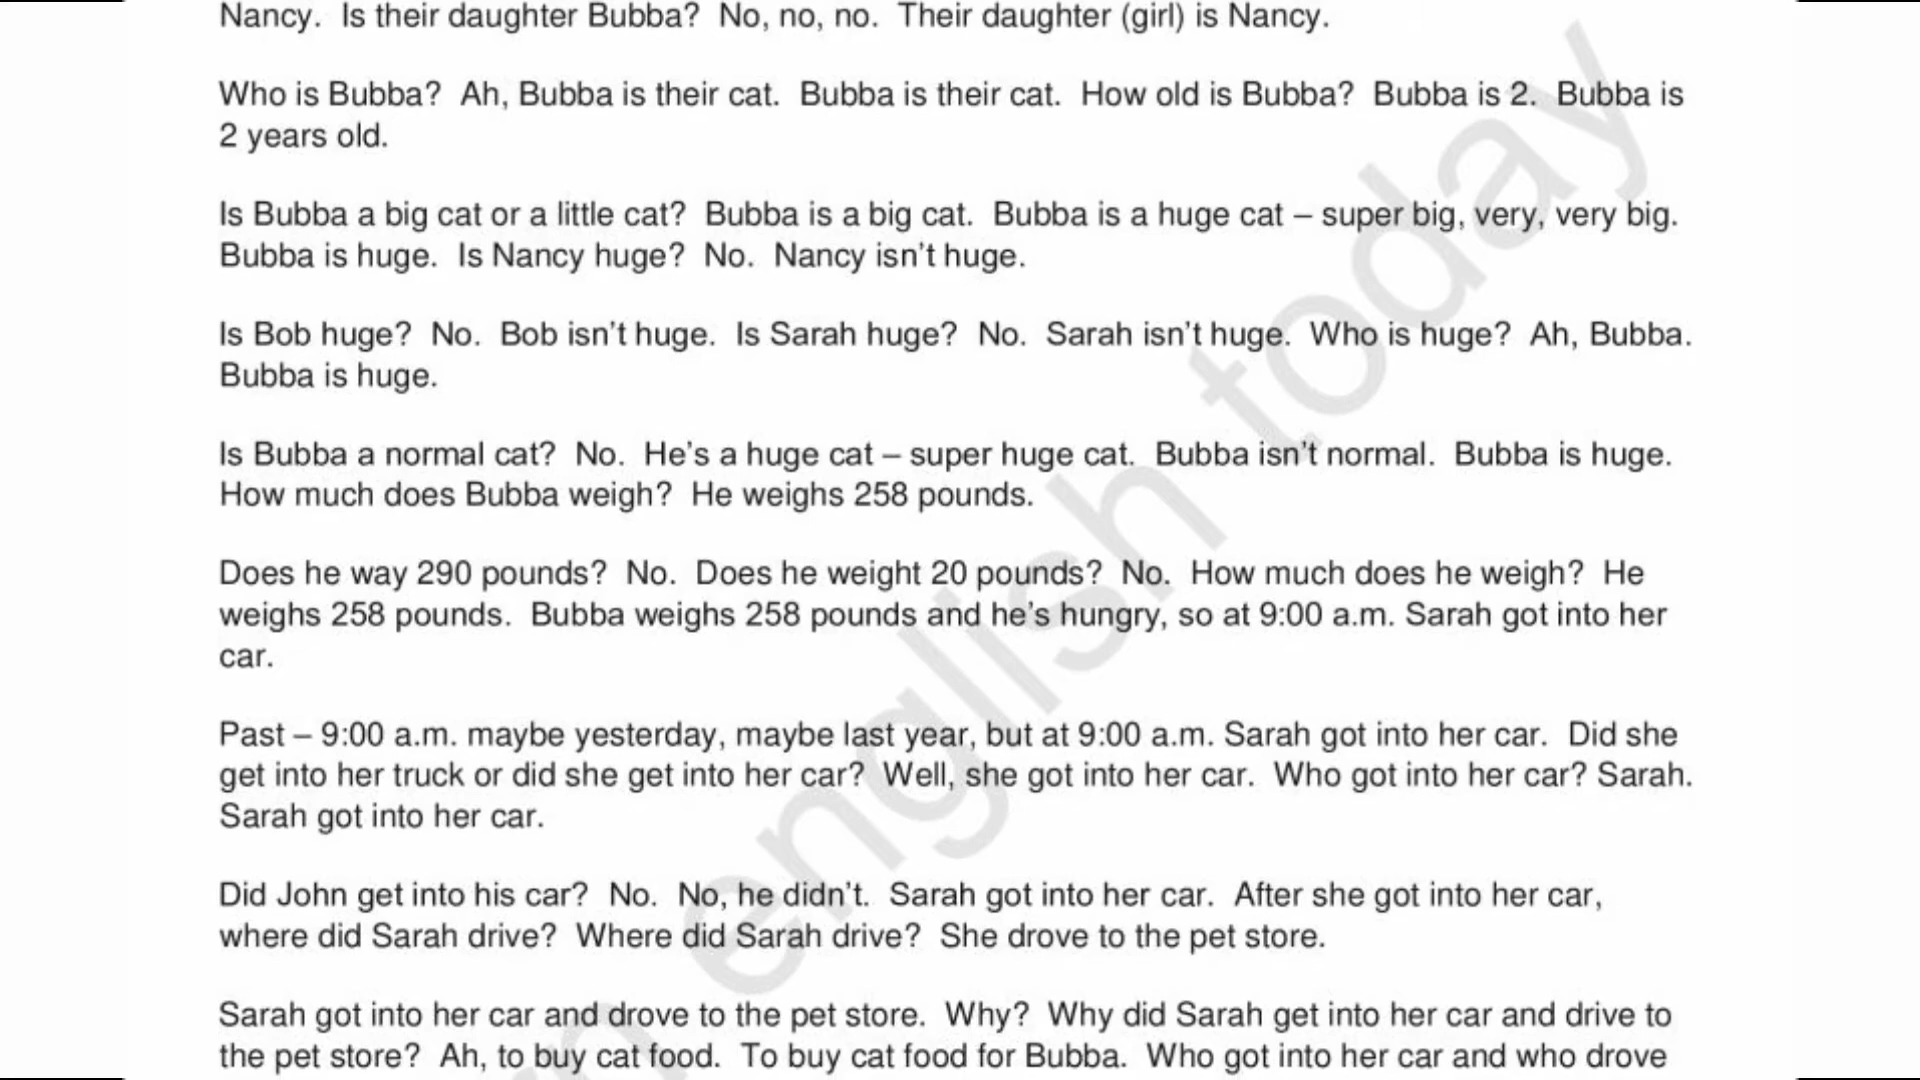 Nancy.  Is their daughter Bubba?  No, no, no.  Their daughter (girl) is Nancy.
Who is Bubba?  Ah, Bubba is their cat.  Bubba is their cat.  How old is Bubba?  Bubba is 2.  Bubba is
2 years old.
Is Bubba a big cat or a little cat?  Bubba is a big cat.  Bubba is a huge cat – super big, very, very big.
Bubba is huge.  Is Nancy huge?  No.  Nancy isn’t huge.
Is Bob huge?  No.  Bob isn’t huge.  Is Sarah huge?  No.  Sarah isn’t huge.  Who is huge?  Ah, Bubba.
Bubba is huge.
Is Bubba a normal cat?  No.  He’s a huge cat – super huge cat.  Bubba isn’t normal.  Bubba is huge.
How much does Bubba weigh?  He weighs 258 pounds.
Does he way 290 pounds?  No.  Does he weight 20 pounds?  No.  How much does he weigh?  He
weighs 258 pounds.  Bubba weighs 258 pounds and he’s hungry, so at 9:00 a.m. Sarah got into her
car.
Past – 9:00 a.m. maybe yesterday, maybe last year, but at 9:00 a.m. Sarah got into her car.  Did she
get into her truck or did she get into her car?  Well, she got into her car.  Who got into her car? Sarah.
Sarah got into her car.
Did John get into his car?  No.  No, he didn’t.  Sarah got into her car.  After she got into her car,
where did Sarah drive?  Where did Sarah drive?  She drove to the pet store.
Sarah got into her car and drove to the pet store.  Why?  Why did Sarah get into her car and drive to
the pet store?  Ah, to buy cat food.  To buy cat food for Bubba.  Who got into her car and who drove
n english today